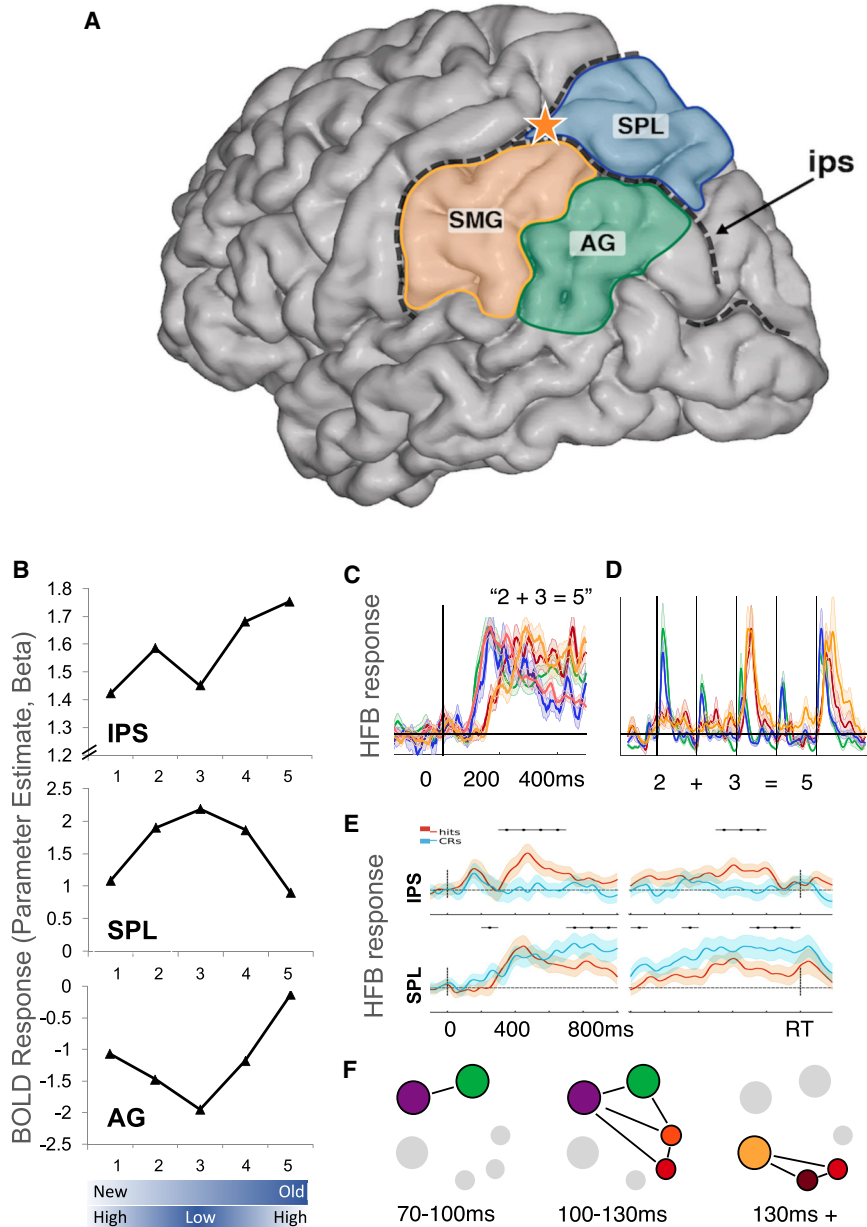 A
SPL
ips
SMG
AG
B
BOLD Response (Parameter Estimate, Beta)
1.8
1.7
1.6
1.5
1.4
1.3
1.2
IPS
1 2 3 4 5
2.5
2
1.5
1
0.5
0
SPL
1 2 3 4 5
0
-0.5
-1
-1.5
-2
-2.5
AG
1 2 3 4 5
New Old
High Low High
C
HFB response
"2 + 3 = 5"
0 200 400ms
D
2 + 3 = 5
E
HFB response
hits
CRs
IPS
SPL
0 400 800ms
RT
F
70-100ms
100-130ms
130ms +